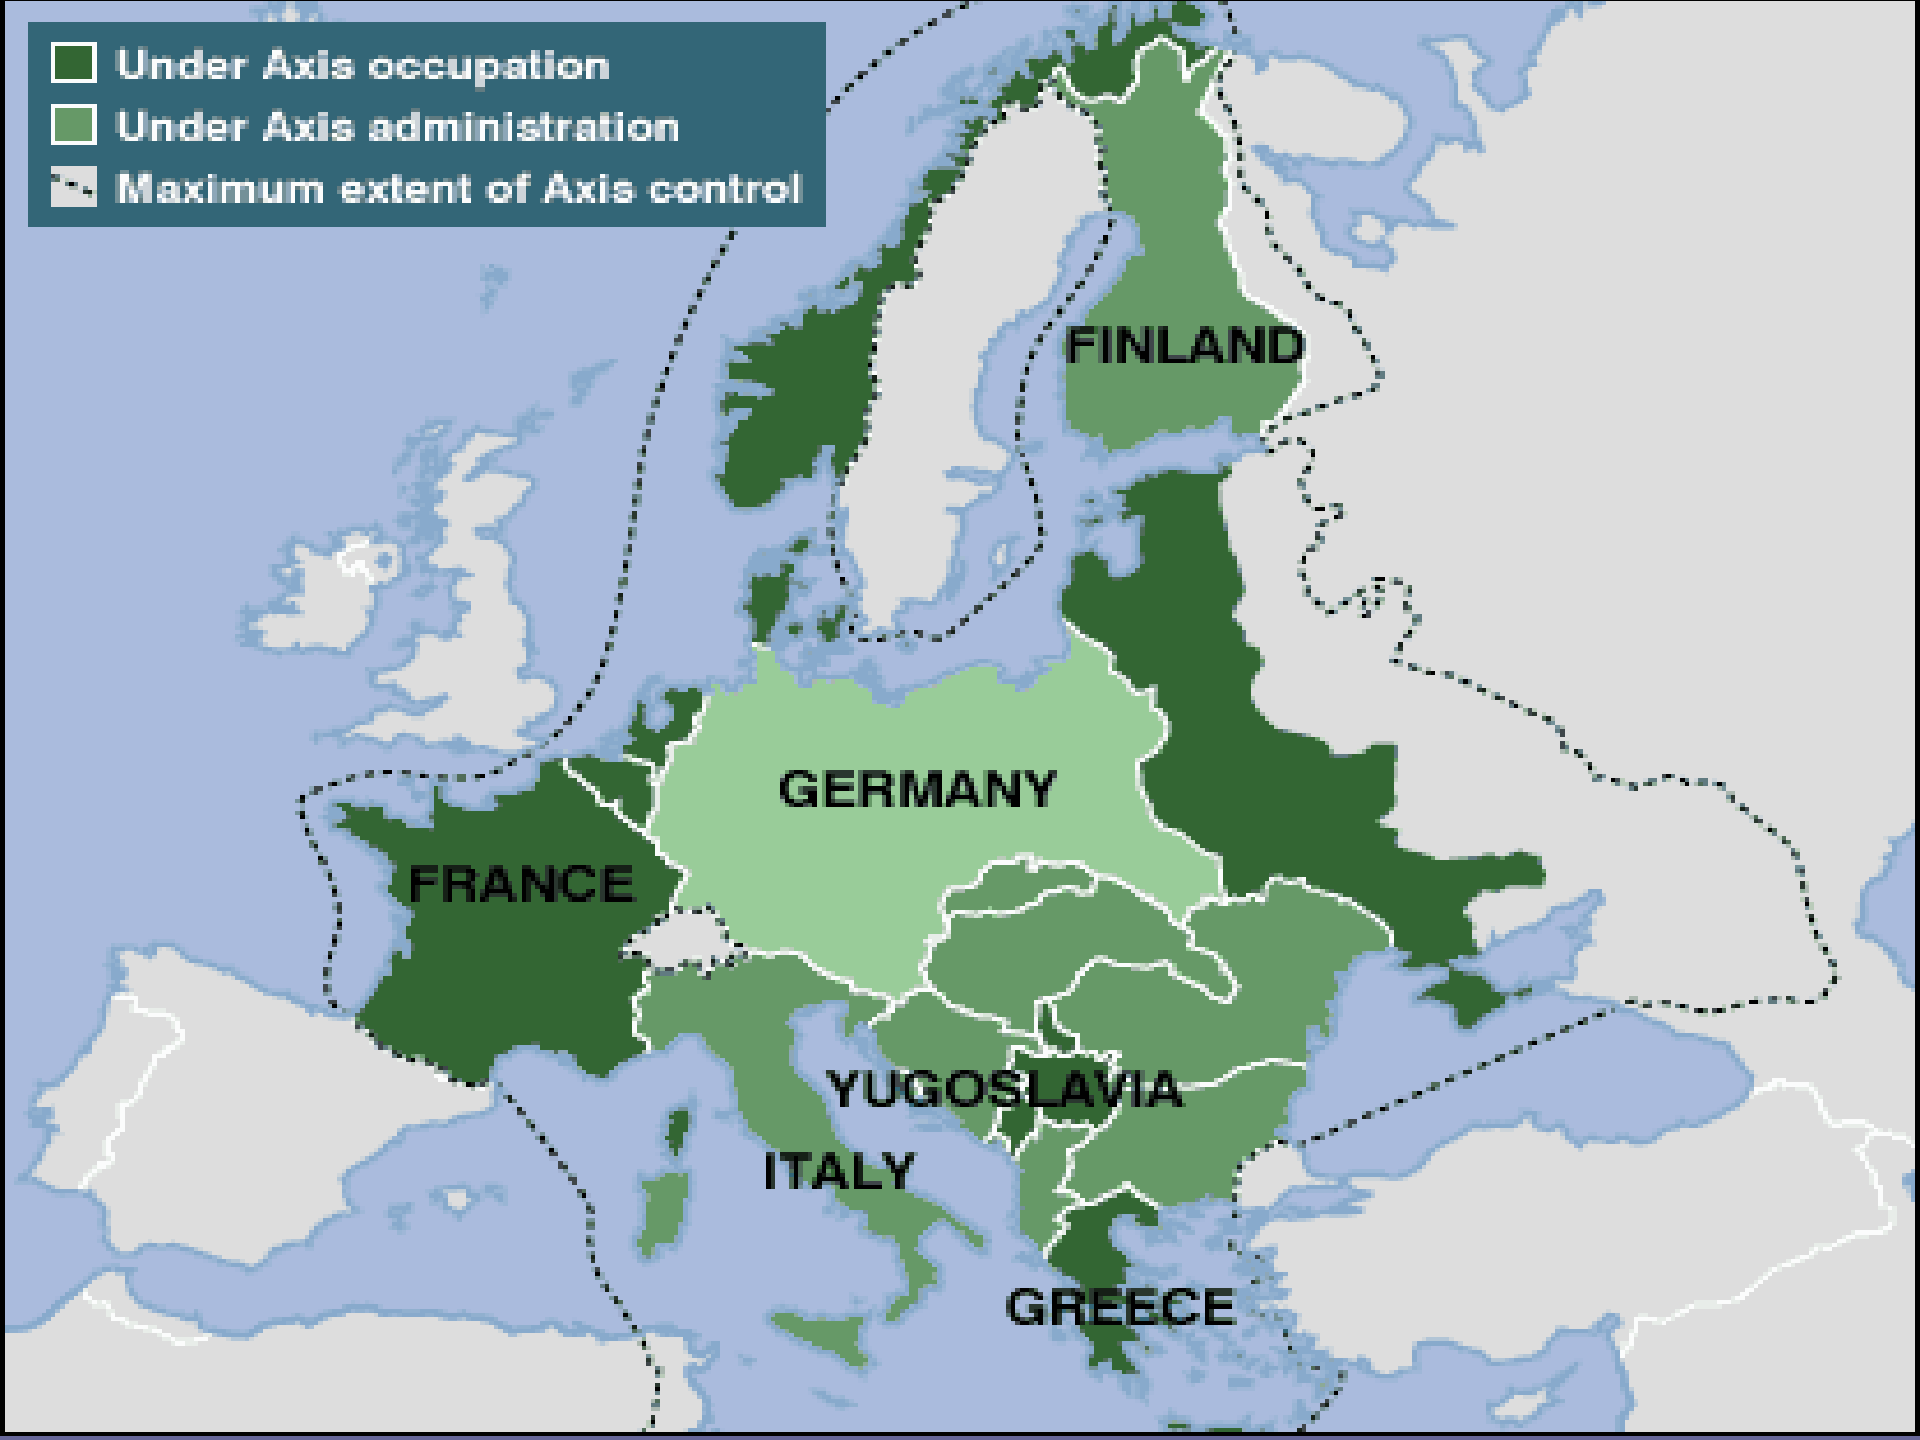 Under Axis occupation
Under Axis administration
Maximum extent of Axis control
FINLAND
GERMANY
FRANCE
YUGOSLAVIA
ITALY
GREECE